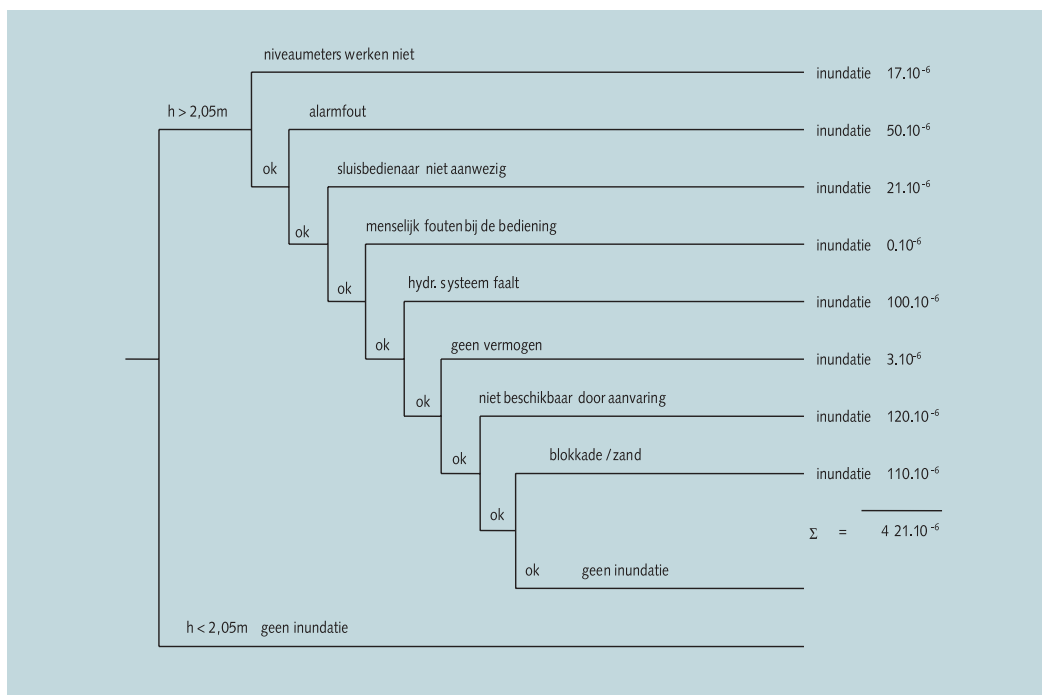 niveaumeters werken niet
inundatie 17.10⁻⁶
h > 2,05m
alarmfout
inundatie 50.10⁻⁶
ok
sluisbedienaar niet aanwezig
inundatie 21.10⁻⁶
ok
menselijk fouten bij de bediening
inundatie 0.10⁻⁶
ok
hydr. systeem faalt
inundatie 100.10⁻⁶
ok
geen vermogen
inundatie 3.10⁻⁶
ok
niet beschikbaar door aanvaring
inundatie 120.10⁻⁶
ok
blokkade / zand
inundatie 110.10⁻⁶
ok
Σ = 4 21.10⁻⁶
ok geen inundatie
h < 2,05m geen inundatie